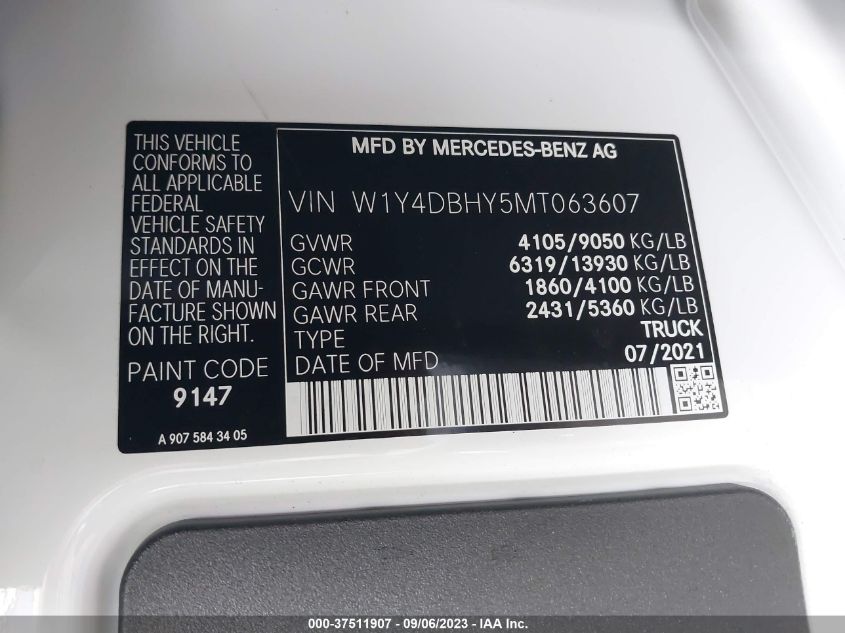 THIS VEHICLE
CONFORMS TO
ALL APPLICABLE
FEDERAL
VEHICLE SAFETY
STANDARDS IN
EFFECT ON THE
DATE OF MANU-
FACTURE SHOWN
ON THE RIGHT.
PAINT CODE
9147
A 907 584 34 05
MFD BY MERCEDES-BENZ AG
VIN W1Y4DBHY5MT063607
GVWR 4105/9050 KG/LB
GCWR 6319/13930 KG/LB
GAWR FRONT 1860/4100 KG/LB
GAWR REAR 2431/5360 KG/LB
TYPE TRUCK
DATE OF MFD 07/2021
000-37511907 - 09/06/2023 - IAA Inc.